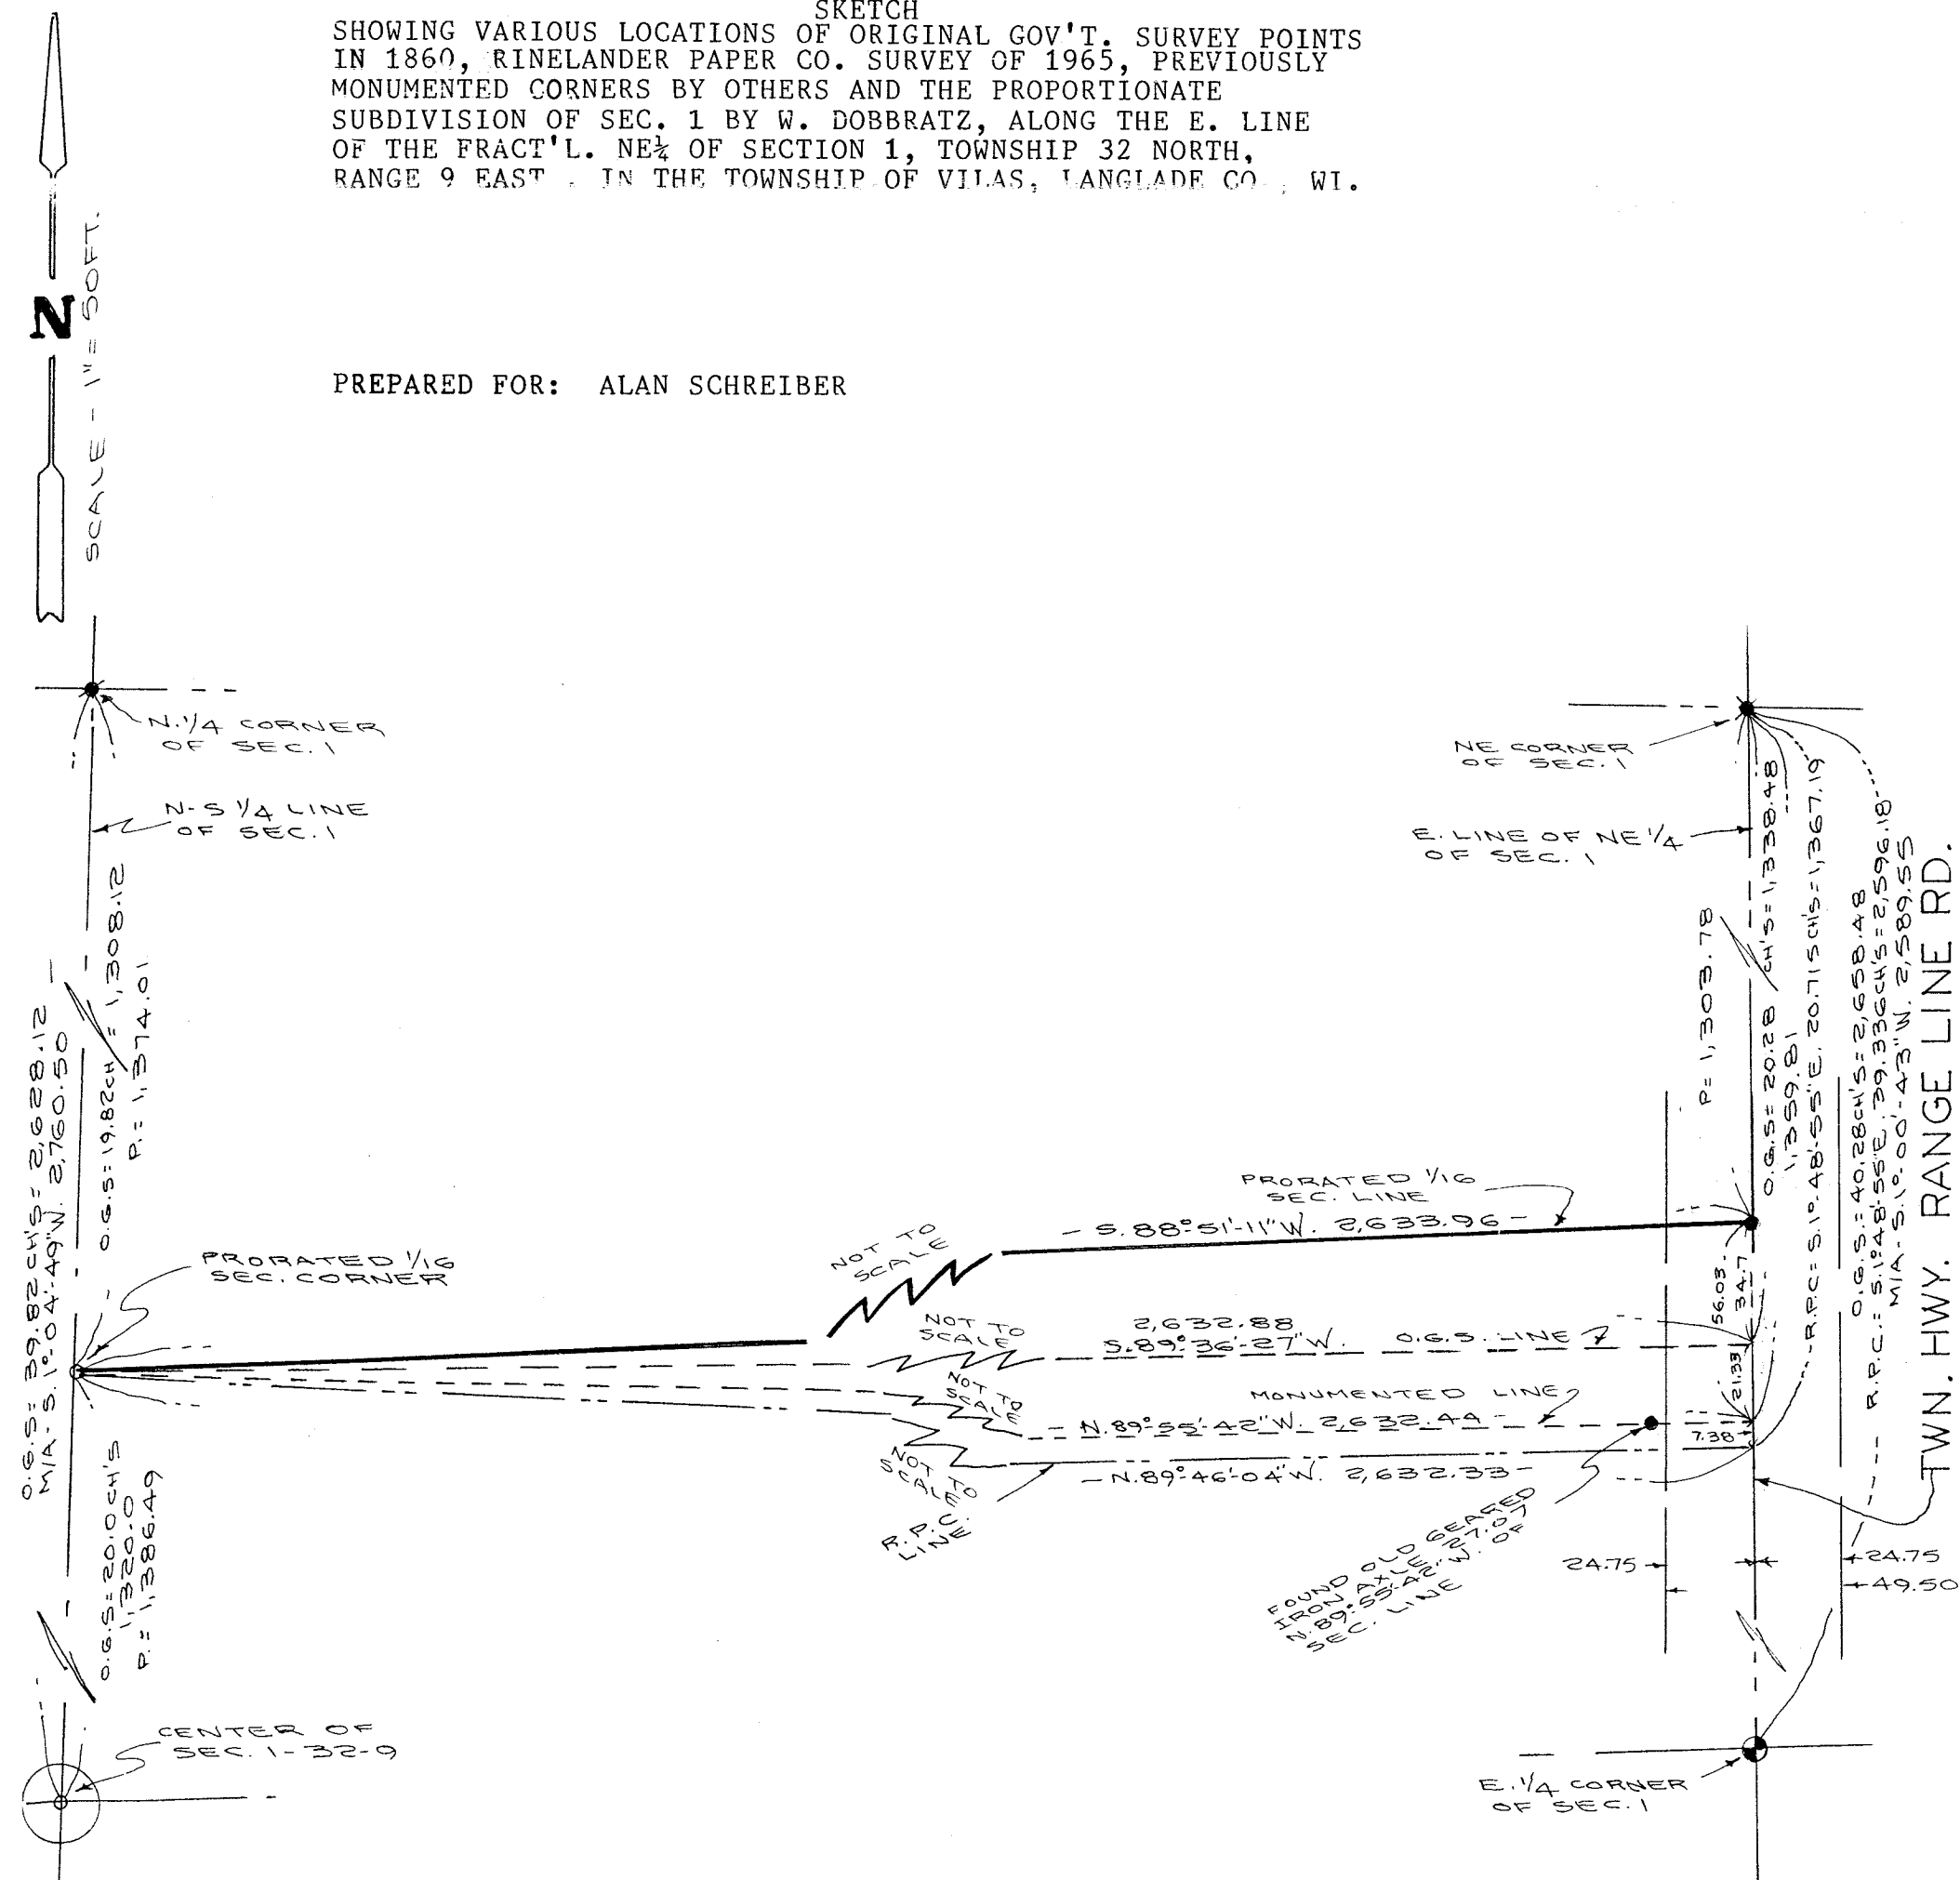 SKETCH
SHOWING VARIOUS LOCATIONS OF ORIGINAL GOV'T. SURVEY POINTS
IN 1860, RINELANDER PAPER CO. SURVEY OF 1965, PREVIOUSLY
MONUMENTED CORNERS BY OTHERS AND THE PROPORTIONATE
SUBDIVISION OF SEC. 1 BY W. DOBBRATZ, ALONG THE E. LINE
OF THE FRACT'L. NE¼ OF SECTION 1, TOWNSHIP 32 NORTH,
RANGE 9 EAST . IN THE TOWNSHIP OF VILAS, LANGLADE CO., WI.
N
SCALE - 1" = 50FT.
PREPARED FOR: ALAN SCHREIBER
N. 1/4 CORNER
OF SEC. 1
N-S 1/4 LINE
OF SEC. 1
NE CORNER
OF SEC. 1
E. LINE OF NE 1/4
OF SEC. 1
O.G.S= 39.82 CH'S= 2,628.12
M/A- S. 1°-04'-49"W. 2,760.50
O.G.S= 19.82CH = 1,308.12
P.= 1,374.01
P= 1,303.78
O.G.S= 20.28 CH'S= 1,338.48
1,359.81
R.P.C= S.1°-48'-55"E. 20.715CH'S= 1,367.19
O.G.S.= 40.28CH'S= 2,658.48
R.P.C.= S.1°48'-55"E. 39.336CH'S= 2,596.18
M/A- S.1°-00'-43"W. 2,589.55
TWN. HWY. RANGE LINE RD.
PRORATED 1/16
SEC. CORNER
PRORATED 1/16
SEC. LINE
S. 88°-51'-11"W. 2,633.96
NOT TO
SCALE
56.03
34.7
NOT TO
SCALE
2,632.88
S.89°-36'-27"W. O.G.S. LINE
21.33
NOT TO
SCALE
MONUMENTED LINE
N.89°-55'-42"W. 2,632.44
7.38
NOT TO
SCALE
N.89°-46'-04"W. 2,632.33
R.P.C.
LINE
FOUND OLD GEARED
IRON AXLE, 27.07
N.89°-55'-42"W. OF
SEC. LINE
24.75
24.75
49.50
O.G.S= 20.0 CH'S
1,320.0
P.= 1,386.49
CENTER OF
SEC. 1-32-9
E. 1/4 CORNER
OF SEC. 1